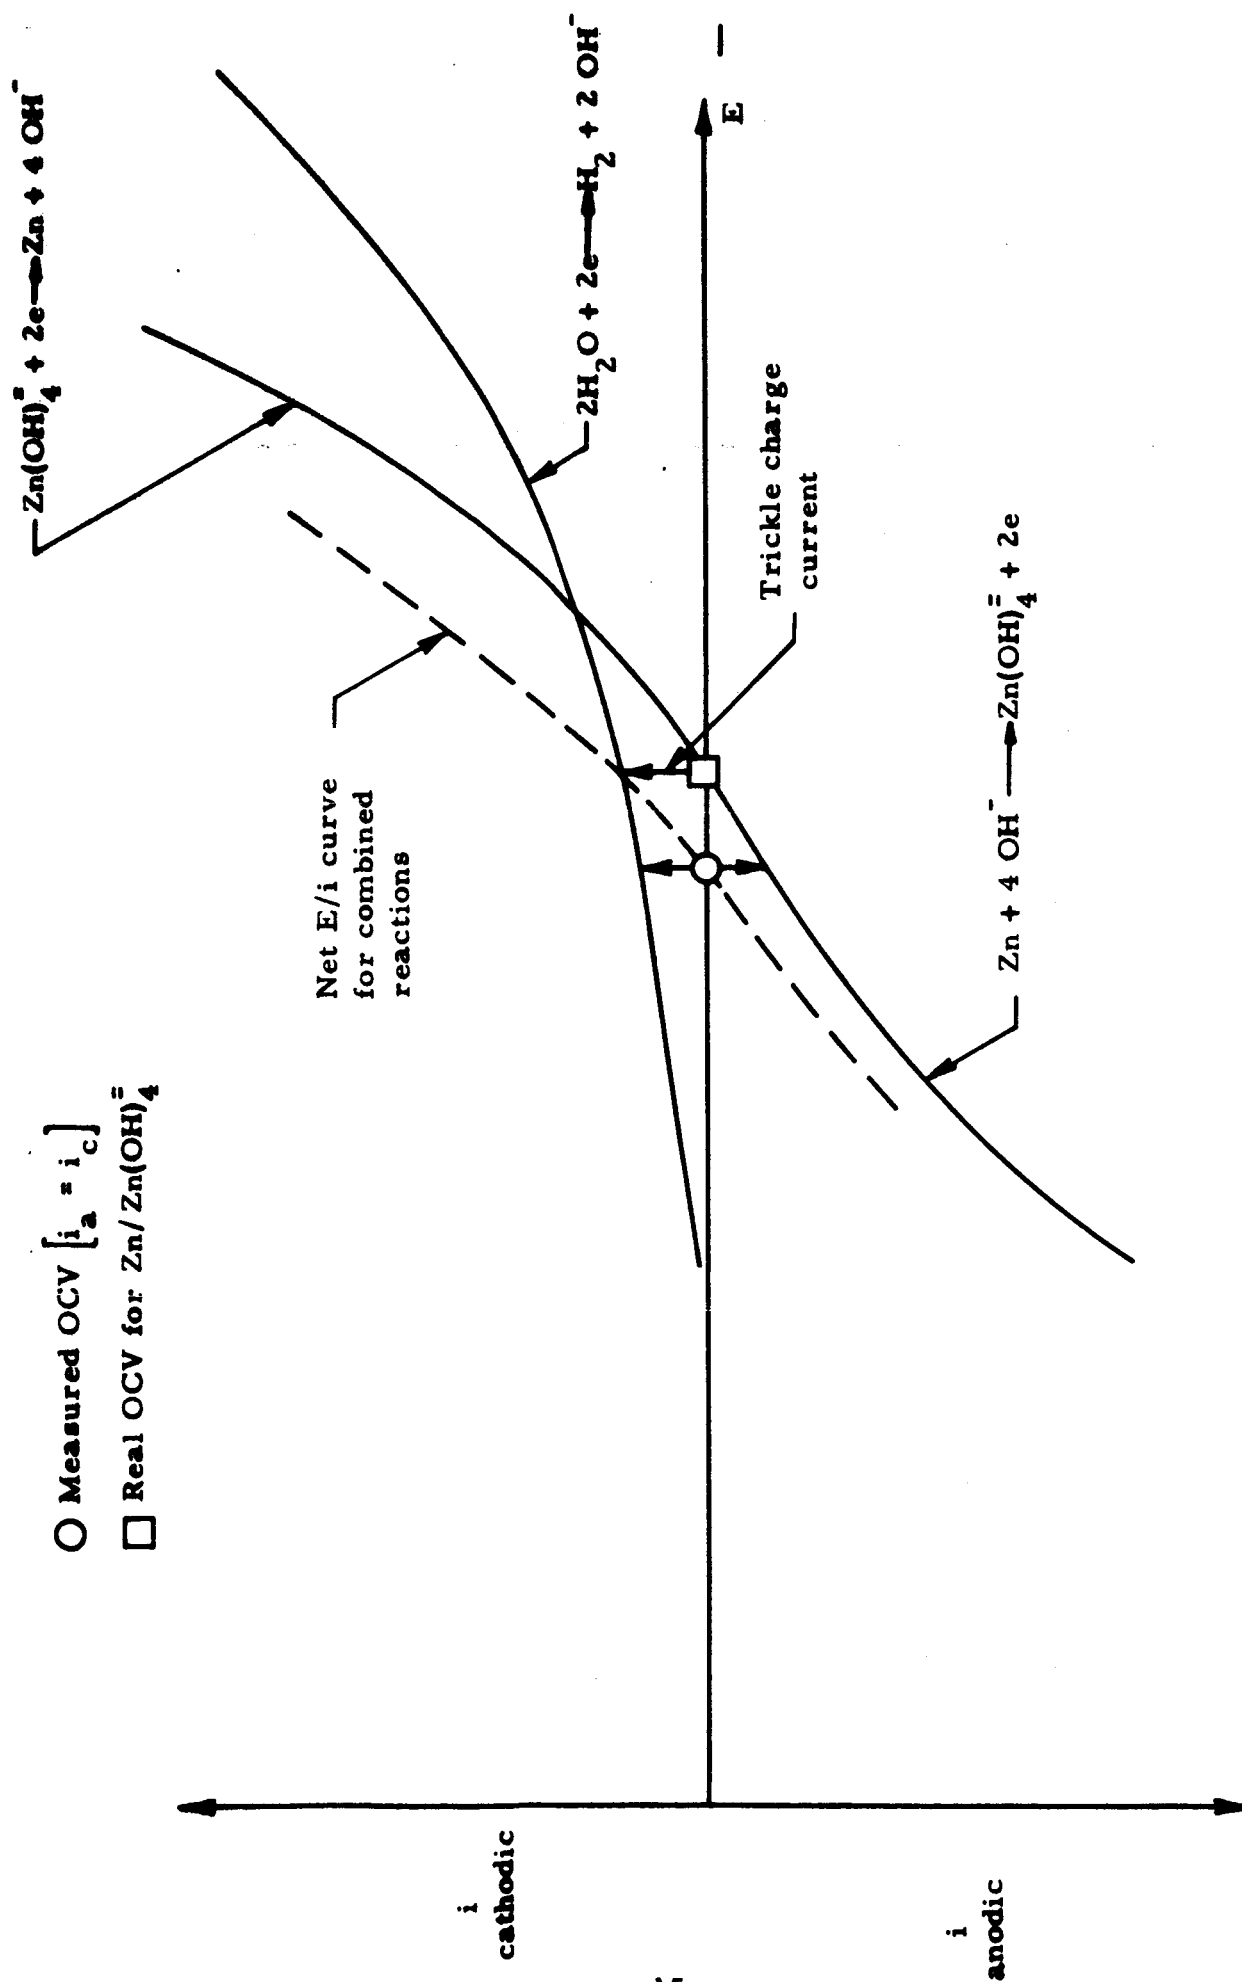 ○ Measured OCV [i_a = i_c]
□ Real OCV for Zn/Zn(OH)₄⁼
Zn(OH)₄⁼ + 2e → Zn + 4 OH⁻
Net E/i curve
for combined
reactions
2H₂O + 2e → H₂ + 2 OH⁻
i
cathodic
E
—
Trickle charge
current
i
anodic
Zn + 4 OH⁻ → Zn(OH)₄⁼ + 2e